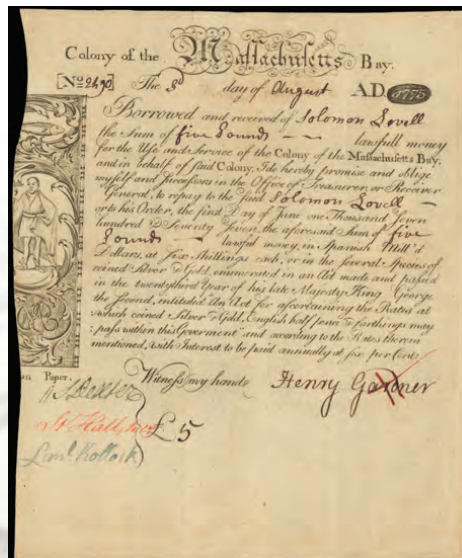 Colony of the Massachusetts Bay.
[No 2490] The 3d day of August AD 1775
Borrowed and received of Solomon Lovell
the Sum of five Pounds — — lawfull money
for the Use and Service of the Colony of the Massachusetts Bay,
and in behalf of said Colony, I do hereby promise and oblige
myself and Successors in the Office of Treasurer, or Receiver
General, to repay to the said Solomon Lovell —
or to his Order, the first Day of June one Thousand Seven
hundred & Seventy Seven, the aforesaid Sum of five
Pounds — lawful money, in Spanish Mill'd
Dollars, at Six Shillings each, or in the several Species of
coined Silver & Gold, enumerated in an Act made and passed
in the twenty third Year of his late Majesty King George
the Second, intitled An Act for ascertaining the Rates at
which coined Silver & Gold, English half Pence & Farthings may
pass within this Goverment and according to the Rates therein
mentioned, with Interest to be paid annually at six per Cent.
Paper.
Witness my hande Henry Gardner
Dexter
Hall
£5
Kollock